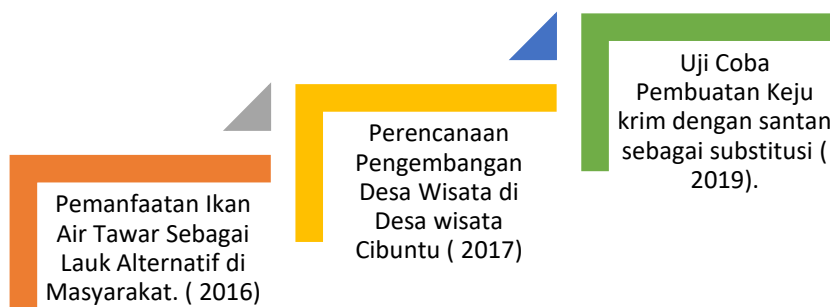 Pemanfaatan Ikan
Air Tawar Sebagai
Lauk Alternatif di
Masyarakat. ( 2016)
Perencanaan
Pengembangan
Desa Wisata di
Desa wisata
Cibuntu ( 2017)
Uji Coba
Pembuatan Keju
krim dengan santan
sebagai substitusi (
2019).